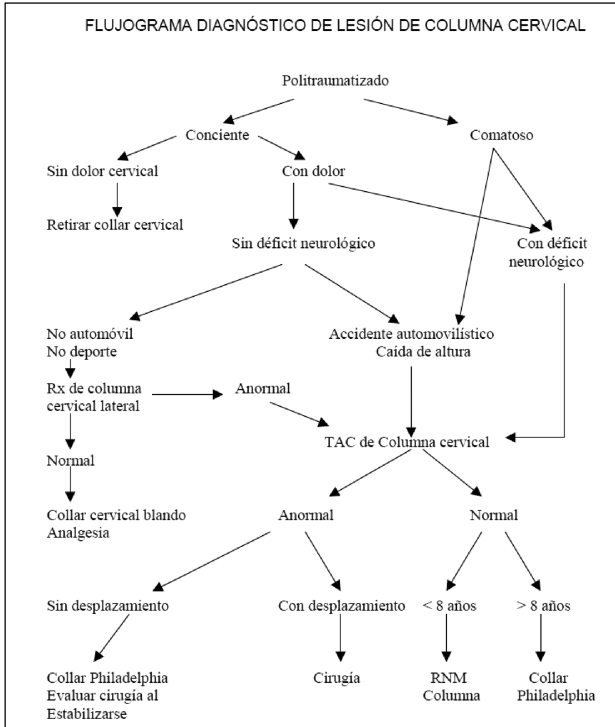 FLUJOGRAMA DIAGNÓSTICO DE LESIÓN DE COLUMNA CERVICAL
Politraumatizado
Conciente
Comatoso
Sin dolor cervical
Con dolor
Retirar collar cervical
Sin déficit neurológico
Con déficit
neurológico
No automóvil
No deporte
Accidente automovilístico
Caída de altura
Rx de columna
cervical lateral
Anormal
TAC de Columna cervical
Normal
Collar cervical blando
Analgesia
Anormal
Normal
Sin desplazamiento
Con desplazamiento
< 8 años
> 8 años
Collar Philadelphia
Evaluar cirugía al
Estabilizarse
Cirugía
RNM
Columna
Collar
Philadelphia